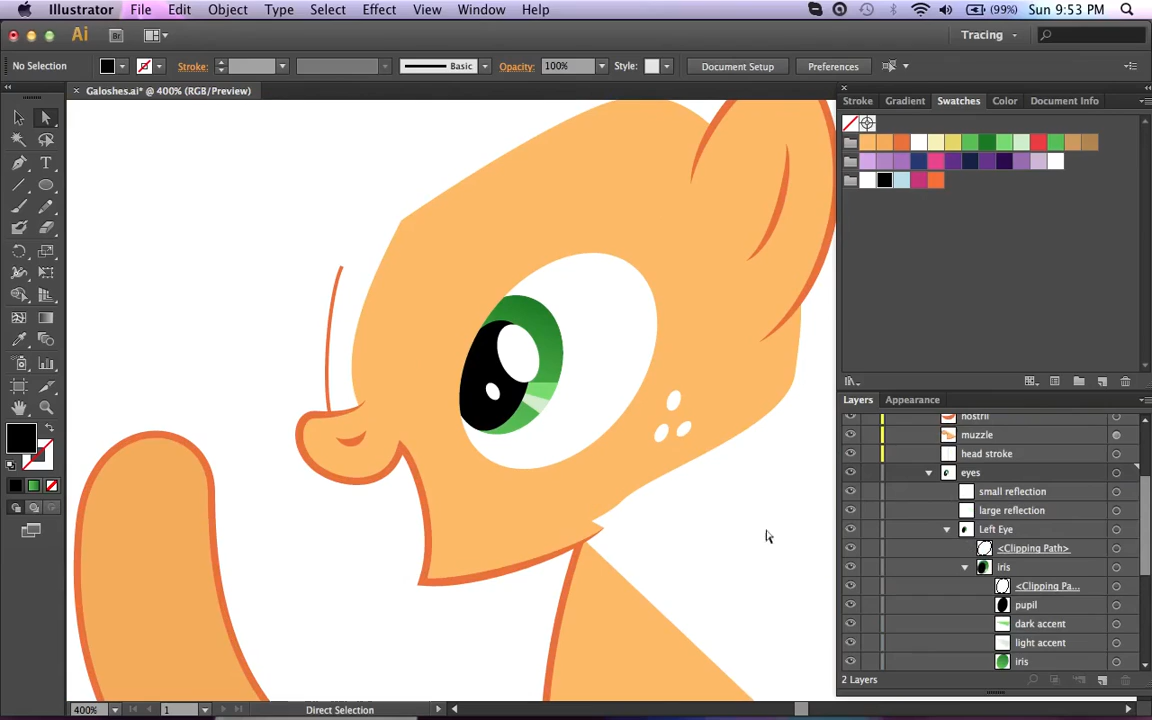 Illustrator File Edit Object Type Select Effect View Window Help (99%) Sun 9:53 PM
Ai Br Tracing
No Selection Stroke: Basic Opacity: 100% Style: Document Setup Preferences
Galoshes.ai* @ 400% (RGB/Preview)
Stroke Gradient Swatches Color Document Info
Layers Appearance
nostril
muzzle
head stroke
eyes
small reflection
large reflection
Left Eye
<Clipping Path>
iris
<Clipping Pa...
pupil
dark accent
light accent
iris
2 Layers
400% 1 Direct Selection